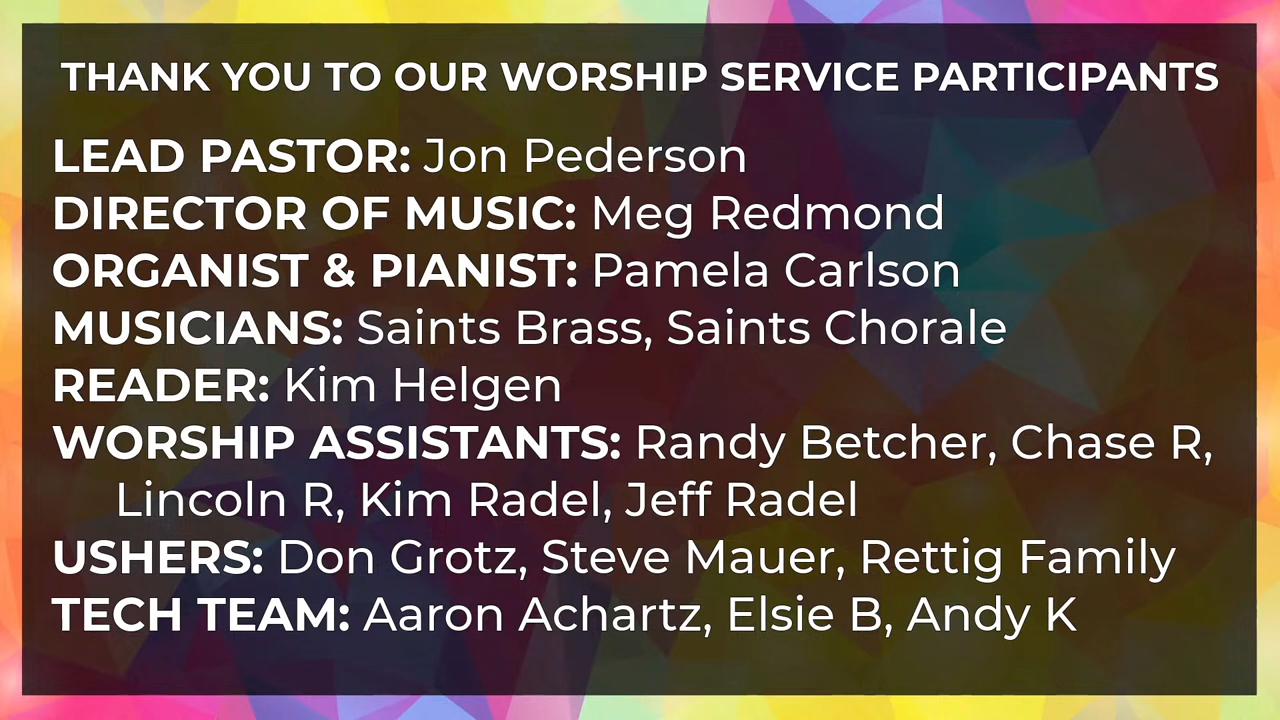 THANK YOU TO OUR WORSHIP SERVICE PARTICIPANTS
LEAD PASTOR: Jon Pederson
DIRECTOR OF MUSIC: Meg Redmond
ORGANIST & PIANIST: Pamela Carlson
MUSICIANS: Saints Brass, Saints Chorale
READER: Kim Helgen
WORSHIP ASSISTANTS: Randy Betcher, Chase R,
Lincoln R, Kim Radel, Jeff Radel
USHERS: Don Grotz, Steve Mauer, Rettig Family
TECH TEAM: Aaron Achartz, Elsie B, Andy K